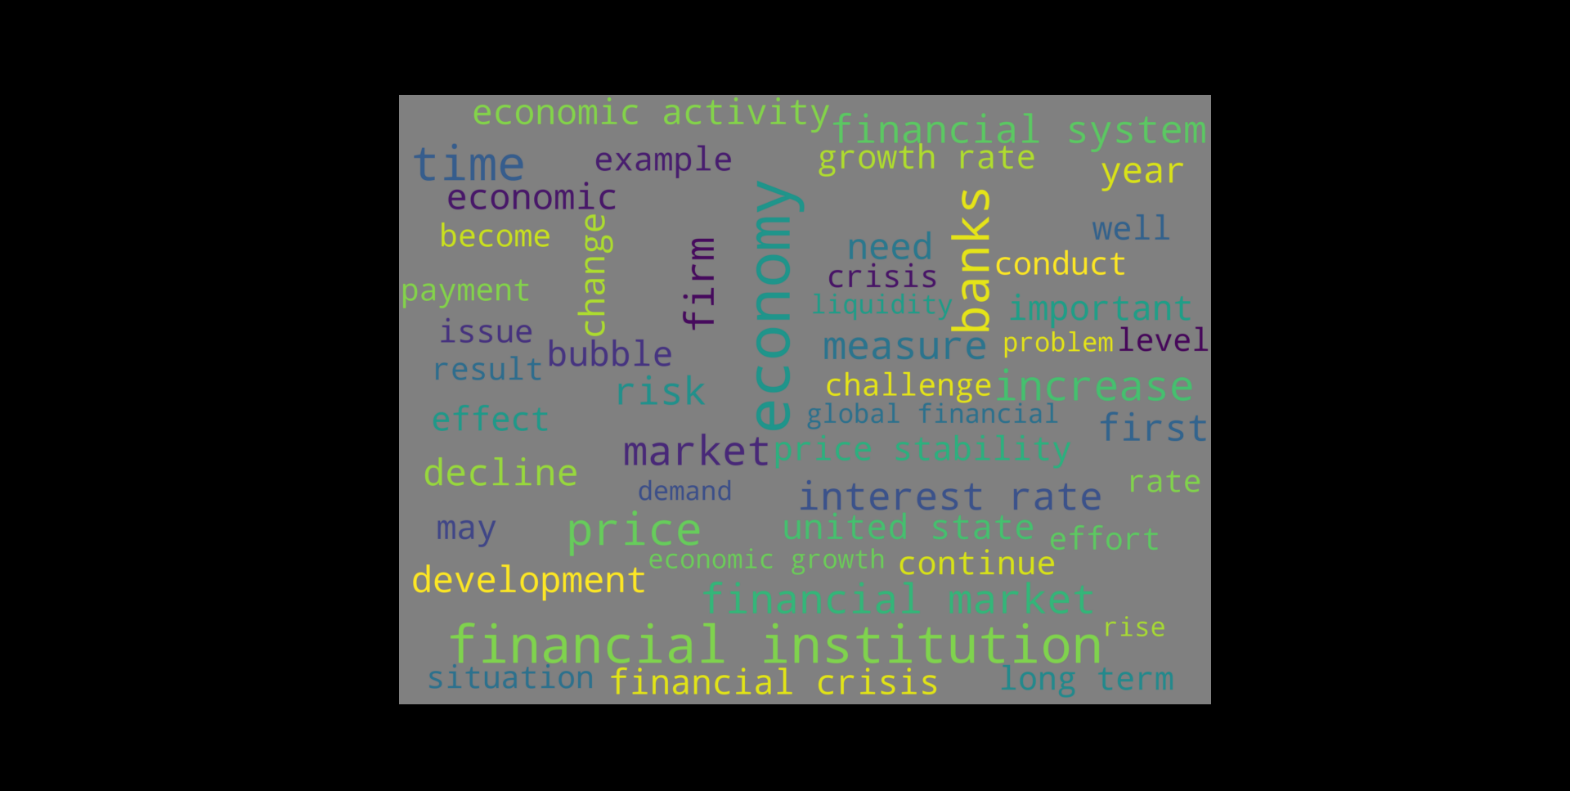 economic activity
financial system
time
example
growth rate
year
economic
economy
banks
become
change
firm
need
well
crisis
conduct
payment
liquidity
important
issue
bubble
measure
problem
level
result
risk
challenge
increase
effect
global financial
first
market
price stability
decline
demand
interest rate
rate
may
price
united state
effort
economic growth
continue
development
financial market
financial institution
rise
situation
financial crisis
long term